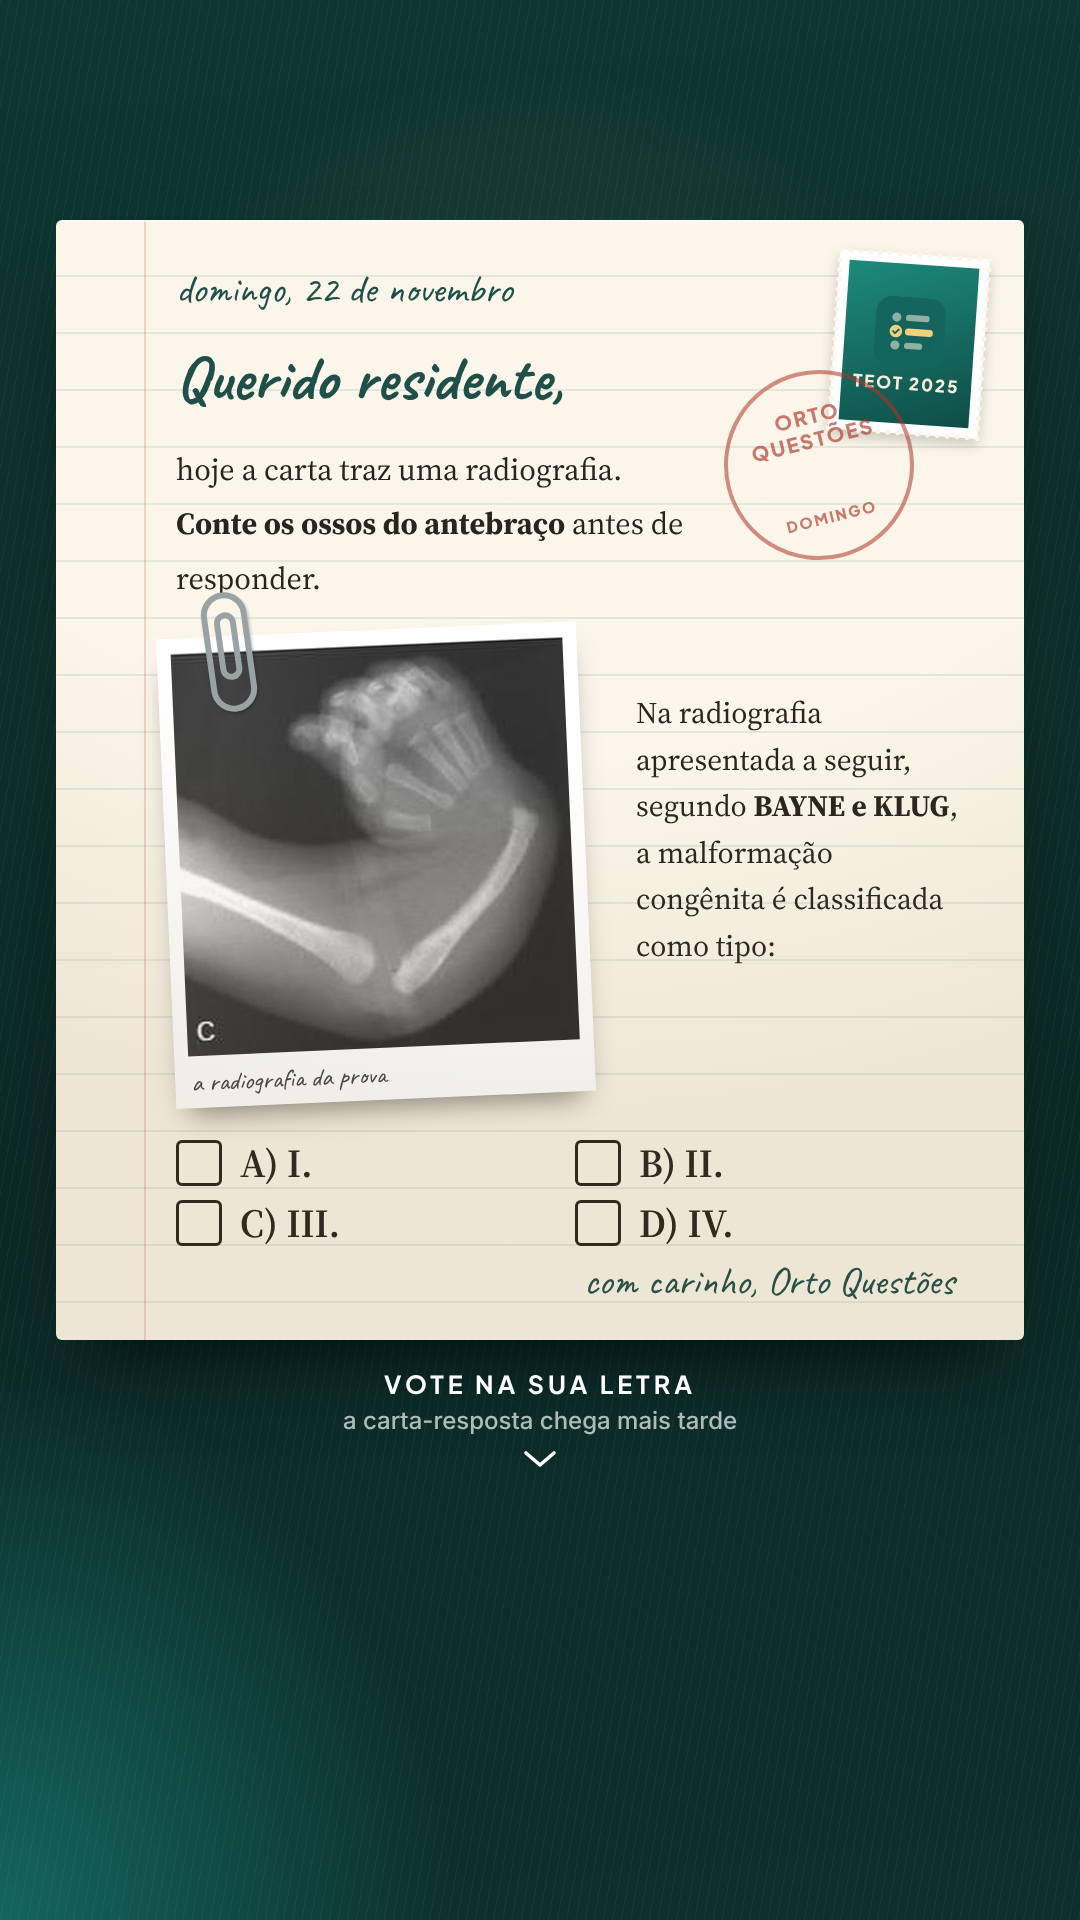 domingo, 22 de novembro
TEOT 2025
Querido residente,
ORTO
QUESTÕES
DOMINGO
hoje a carta traz uma radiografia.
Conte os ossos do antebraço antes de
responder.
Na radiografia
apresentada a seguir,
segundo BAYNE e KLUG,
a malformação
congênita é classificada
como tipo:
C
a radiografia da prova
A) I.
B) II.
C) III.
D) IV.
com carinho, Orto Questões
VOTE NA SUA LETRA
a carta-resposta chega mais tarde